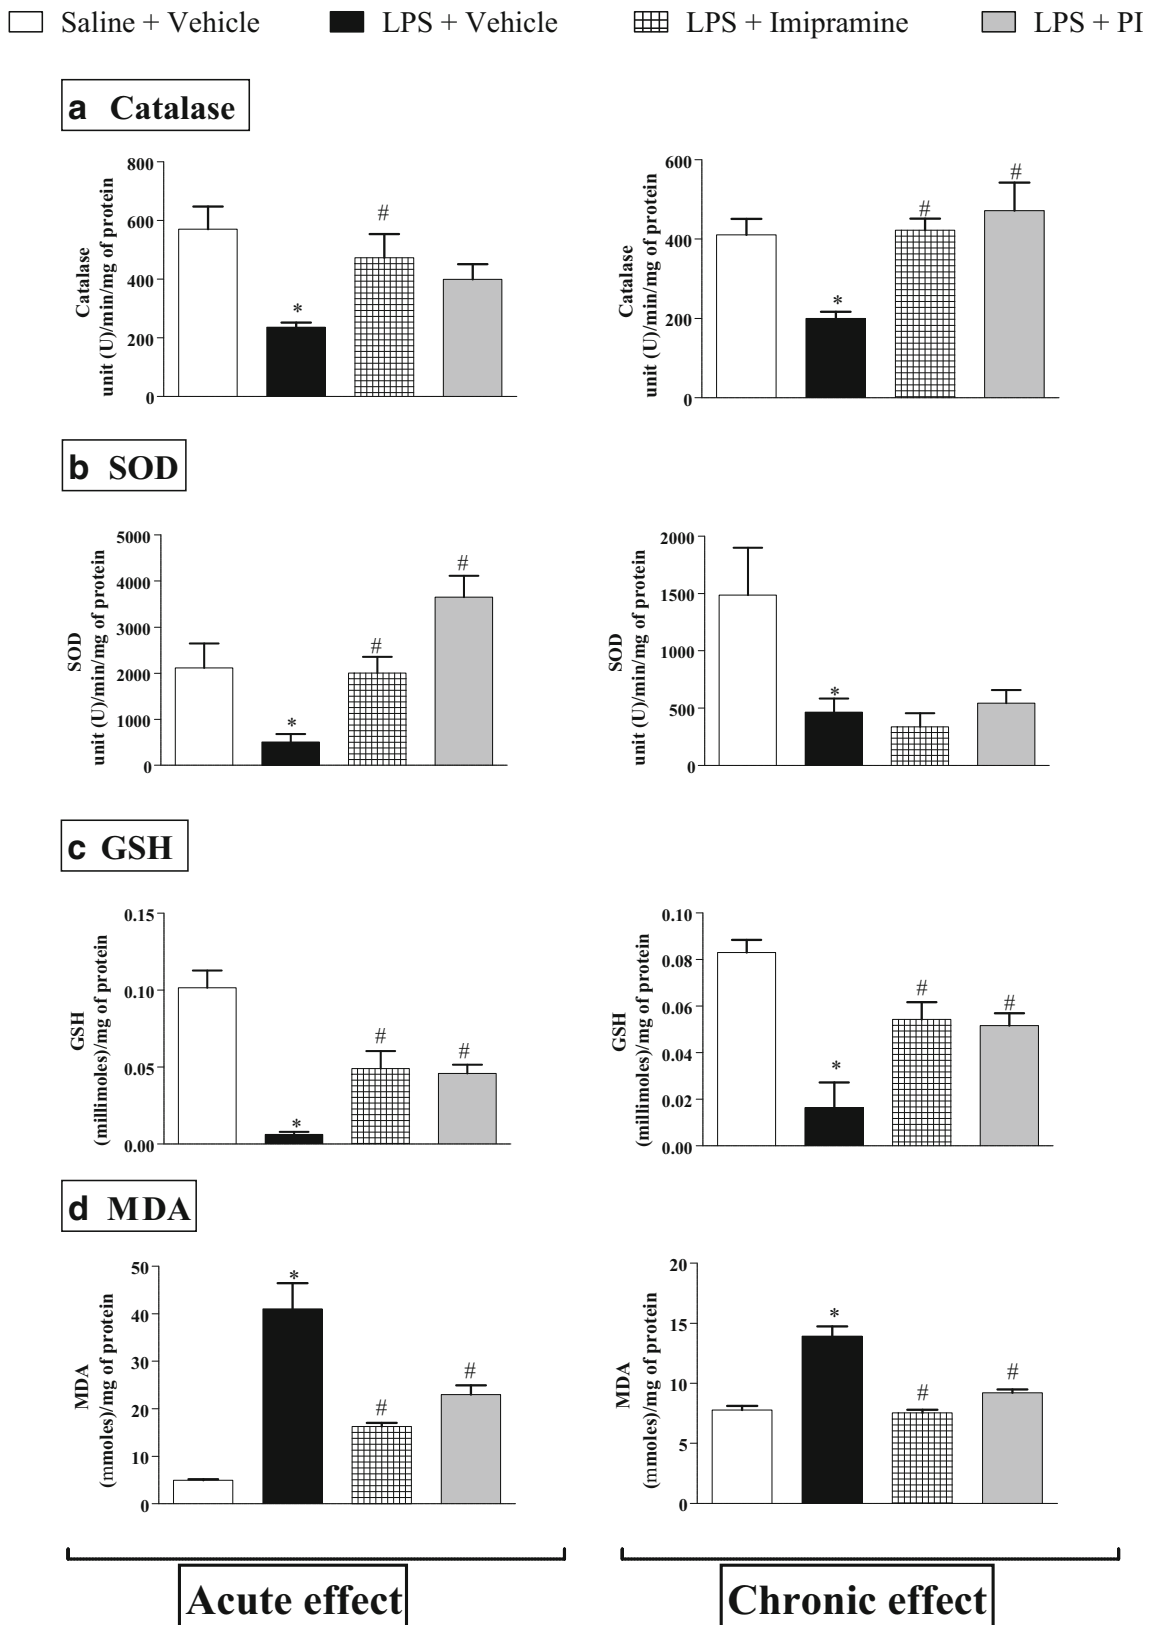 Saline + Vehicle LPS + Vehicle LPS + Imipramine LPS + PI
a Catalase
Catalase
unit (U)/min/mg of protein
800
600
400
200
0
*
#
Catalase
unit (U)/min/mg of protein
600
400
200
0
*
#
#
b SOD
SOD
unit (U)/min/mg of protein
5000
4000
3000
2000
1000
0
*
#
#
SOD
unit (U)/min/mg of protein
2000
1500
1000
500
0
*
c GSH
GSH
(millimoles)/mg of protein
0.15
0.10
0.05
0.00
*
#
#
GSH
(millimoles)/mg of protein
0.10
0.08
0.06
0.04
0.02
0.00
*
#
#
d MDA
MDA
(mmoles)/mg of protein
50
40
30
20
10
0
*
#
#
MDA
(mmoles)/mg of protein
20
15
10
5
0
*
#
#
Acute effect
Chronic effect